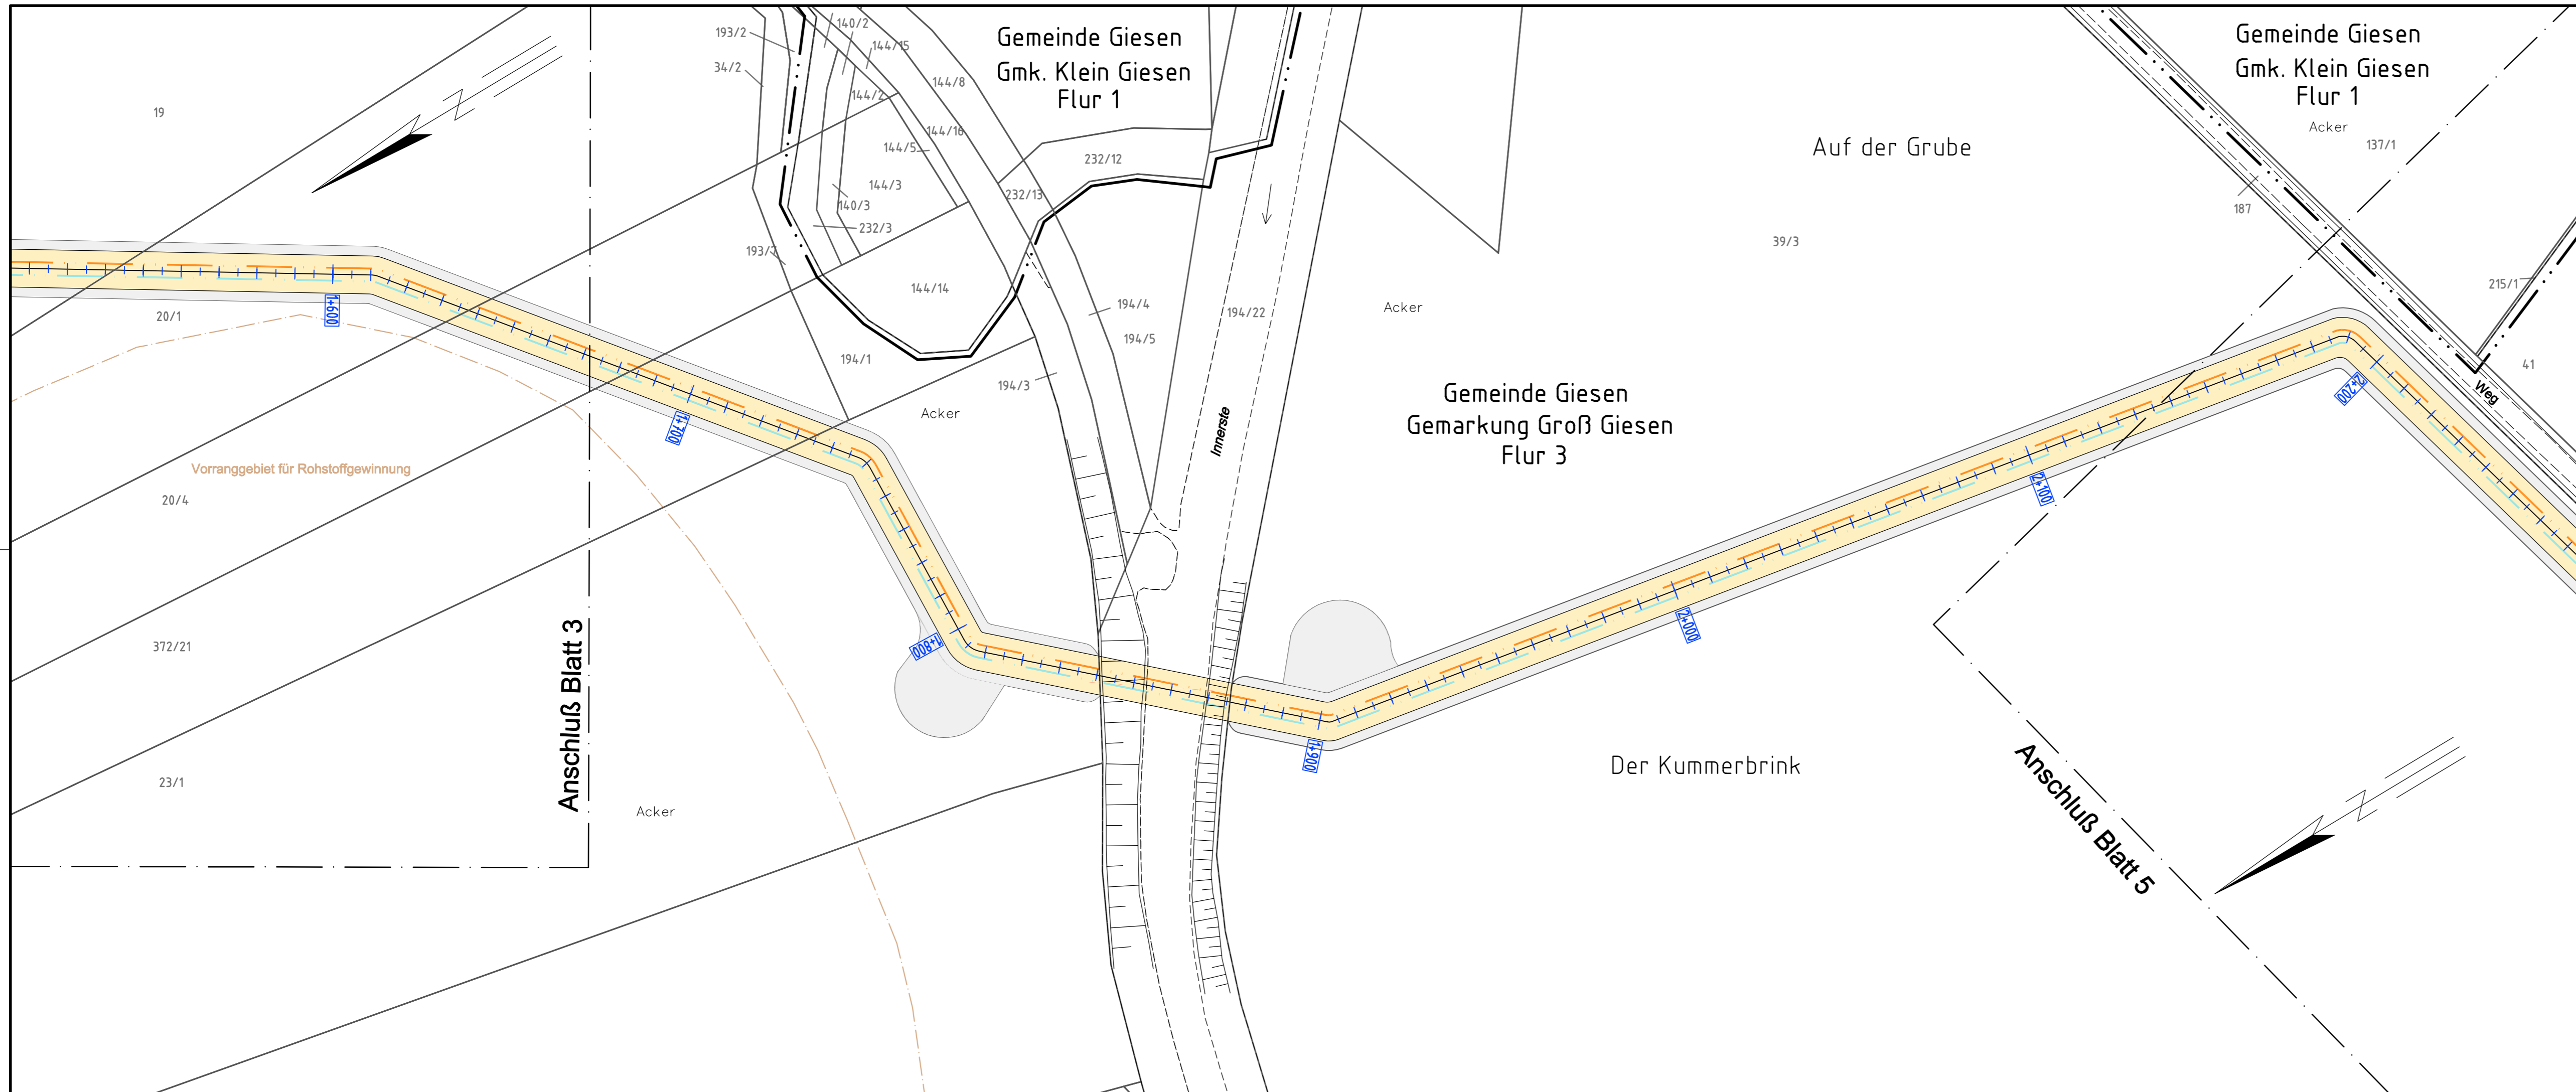 193/2
140/2
144/15
34/2
144/8
144/2
144/16
144/5
144/3
140/3
232/3
193/7
144/14
232/12
232/13
194/4
194/5
194/22
194/1
194/3
19
20/1
20/4
372/21
23/1
Gemeinde Giesen
Gmk. Klein Giesen
Flur 1
Gemeinde Giesen
Gmk. Klein Giesen
Flur 1
Acker
137/1
187
215/1
41
Weg
Auf der Grube
39/3
Acker
Gemeinde Giesen
Gemarkung Groß Giesen
Flur 3
Innerste
Acker
Vorranggebiet für Rohstoffgewinnung
Anschluß Blatt 3
Acker
Der Kummerbrink
Anschluß Blatt 5
1+600
1+700
1+800
1+900
2+000
2+100
2+200